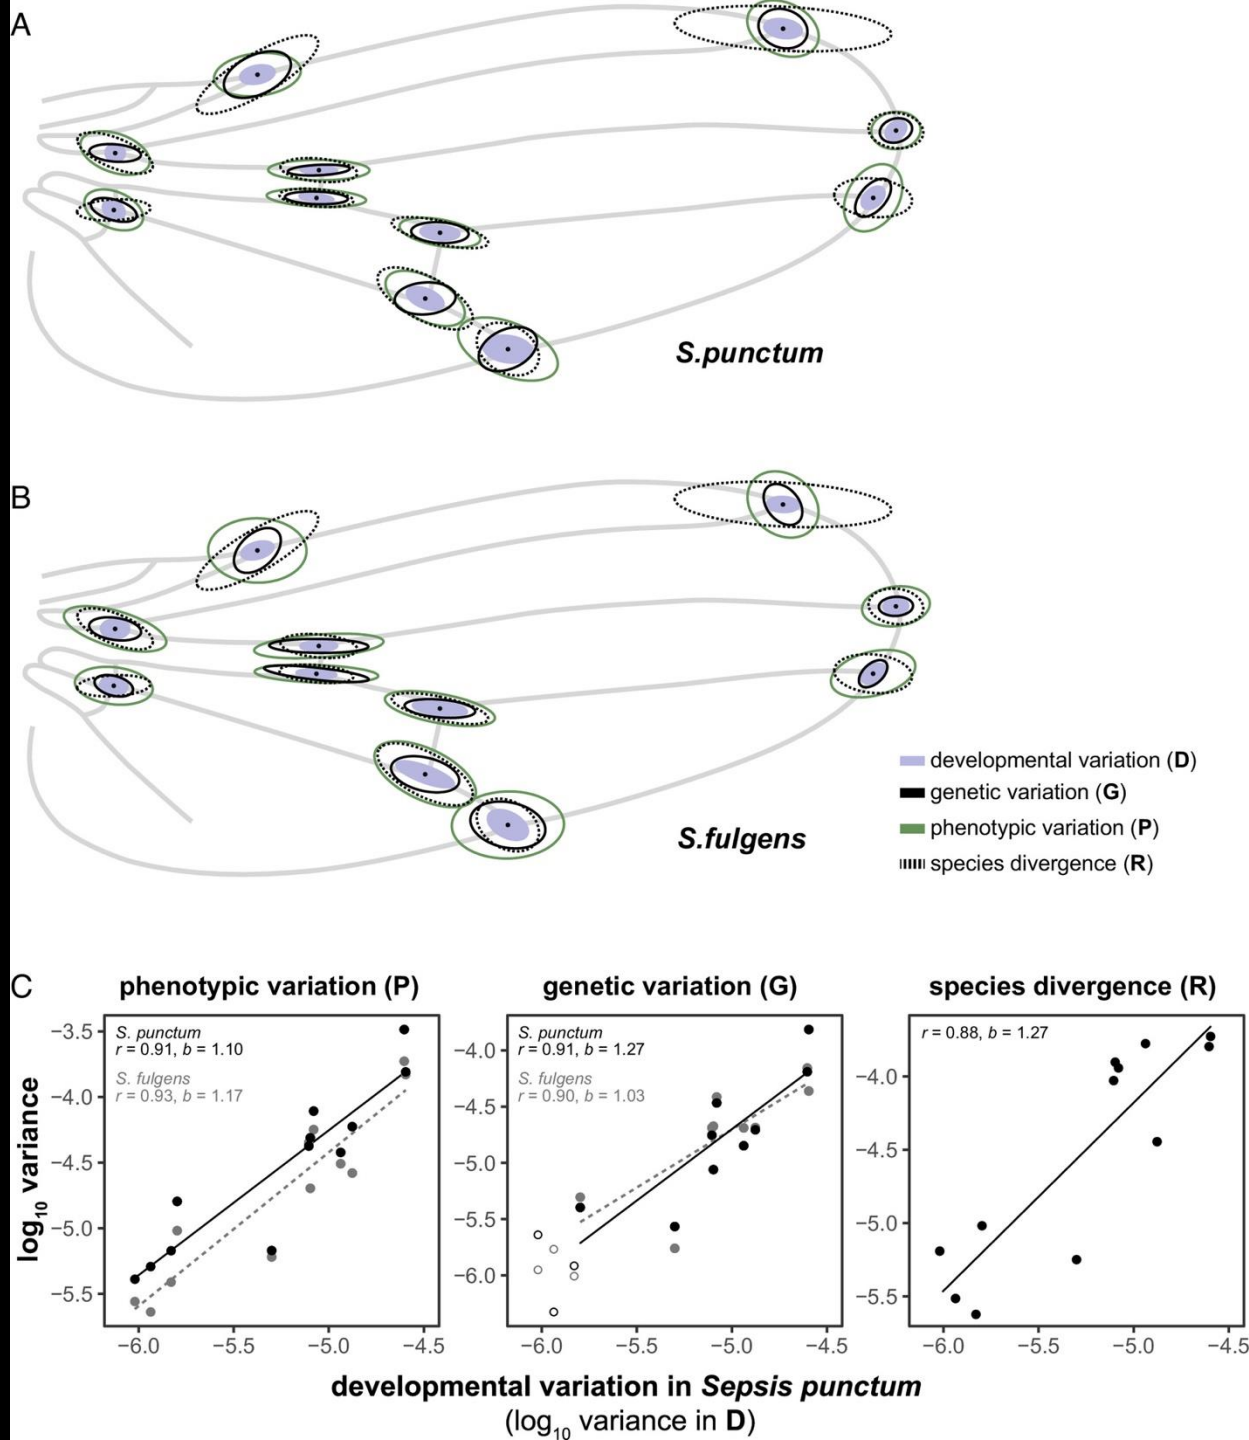 A
S.punctum
B
developmental variation (D)
genetic variation (G)
phenotypic variation (P)
species divergence (R)
S.fulgens
C
phenotypic variation (P)
genetic variation (G)
species divergence (R)
log10 variance
S. punctum
r = 0.91, b = 1.10
S. fulgens
r = 0.93, b = 1.17
−3.5
−4.0
−4.5
−5.0
−5.5
−6.0
−5.5
−5.0
−4.5
S. punctum
r = 0.91, b = 1.27
S. fulgens
r = 0.90, b = 1.03
−4.0
−4.5
−5.0
−5.5
−6.0
−6.0
−5.5
−5.0
−4.5
r = 0.88, b = 1.27
−4.0
−4.5
−5.0
−5.5
−6.0
−5.5
−5.0
−4.5
developmental variation in Sepsis punctum
(log10 variance in D)